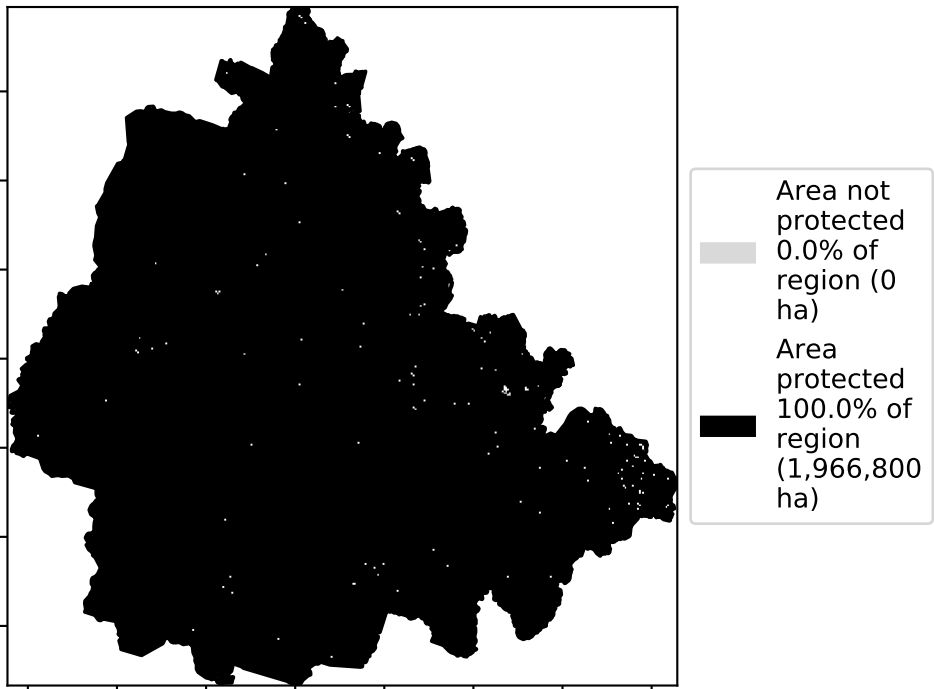 Area not
protected
0.0% of
region (0
ha)
Area
protected
100.0% of
region
(1,966,800
ha)